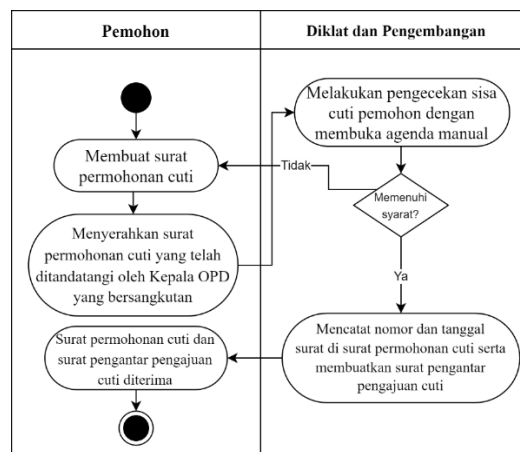 Pemohon
Diklat dan Pengembangan
Membuat surat
permohonan cuti
Menyerahkan surat
permohonan cuti yang telah
ditandatangi oleh Kepala OPD
yang bersangkutan
Melakukan pengecekan sisa
cuti pemohon dengan
membuka agenda manual
Memenuhi
syarat?
Tidak
Ya
Mencatat nomor dan tanggal
surat di surat permohonan cuti serta
membuatkan surat pengantar
pengajuan cuti
Surat permohonan cuti dan
surat pengantar pengajuan
cuti diterima